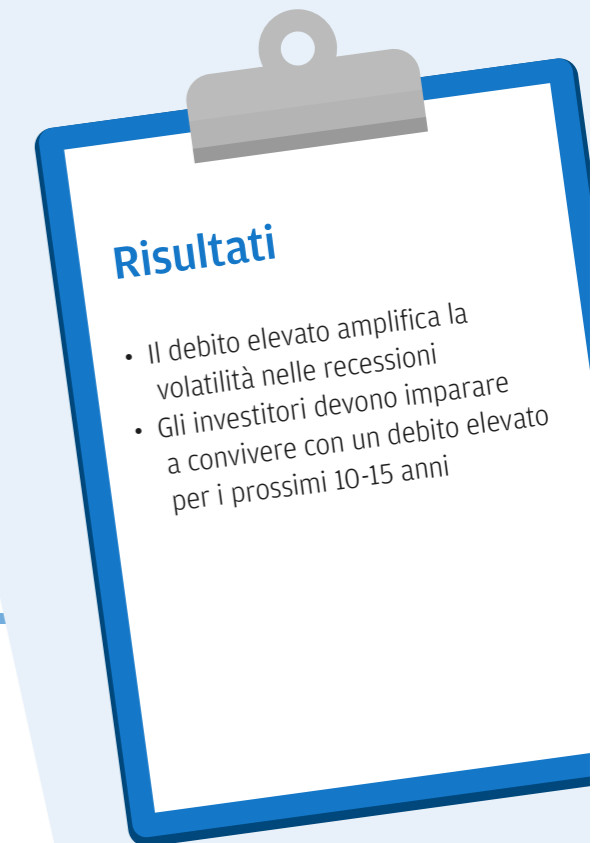 Risultati
• Il debito elevato amplifica la
volatilità nelle recessioni
• Gli investitori devono imparare
a convivere con un debito elevato
per i prossimi 10-15 anni